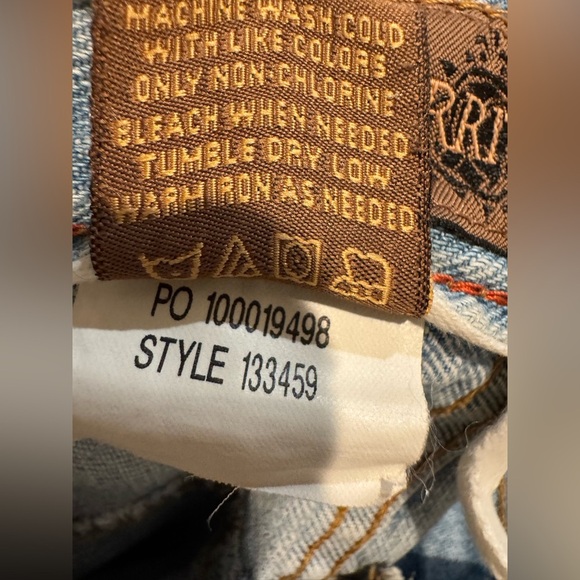 MACHINE WASH COLD
WITH LIKE COLORS
ONLY NON-CHLORINE
BLEACH WHEN NEEDED
TUMBLE DRY LOW
WARM IRON AS NEEDED
RRI
PO 100019498
STYLE 133459